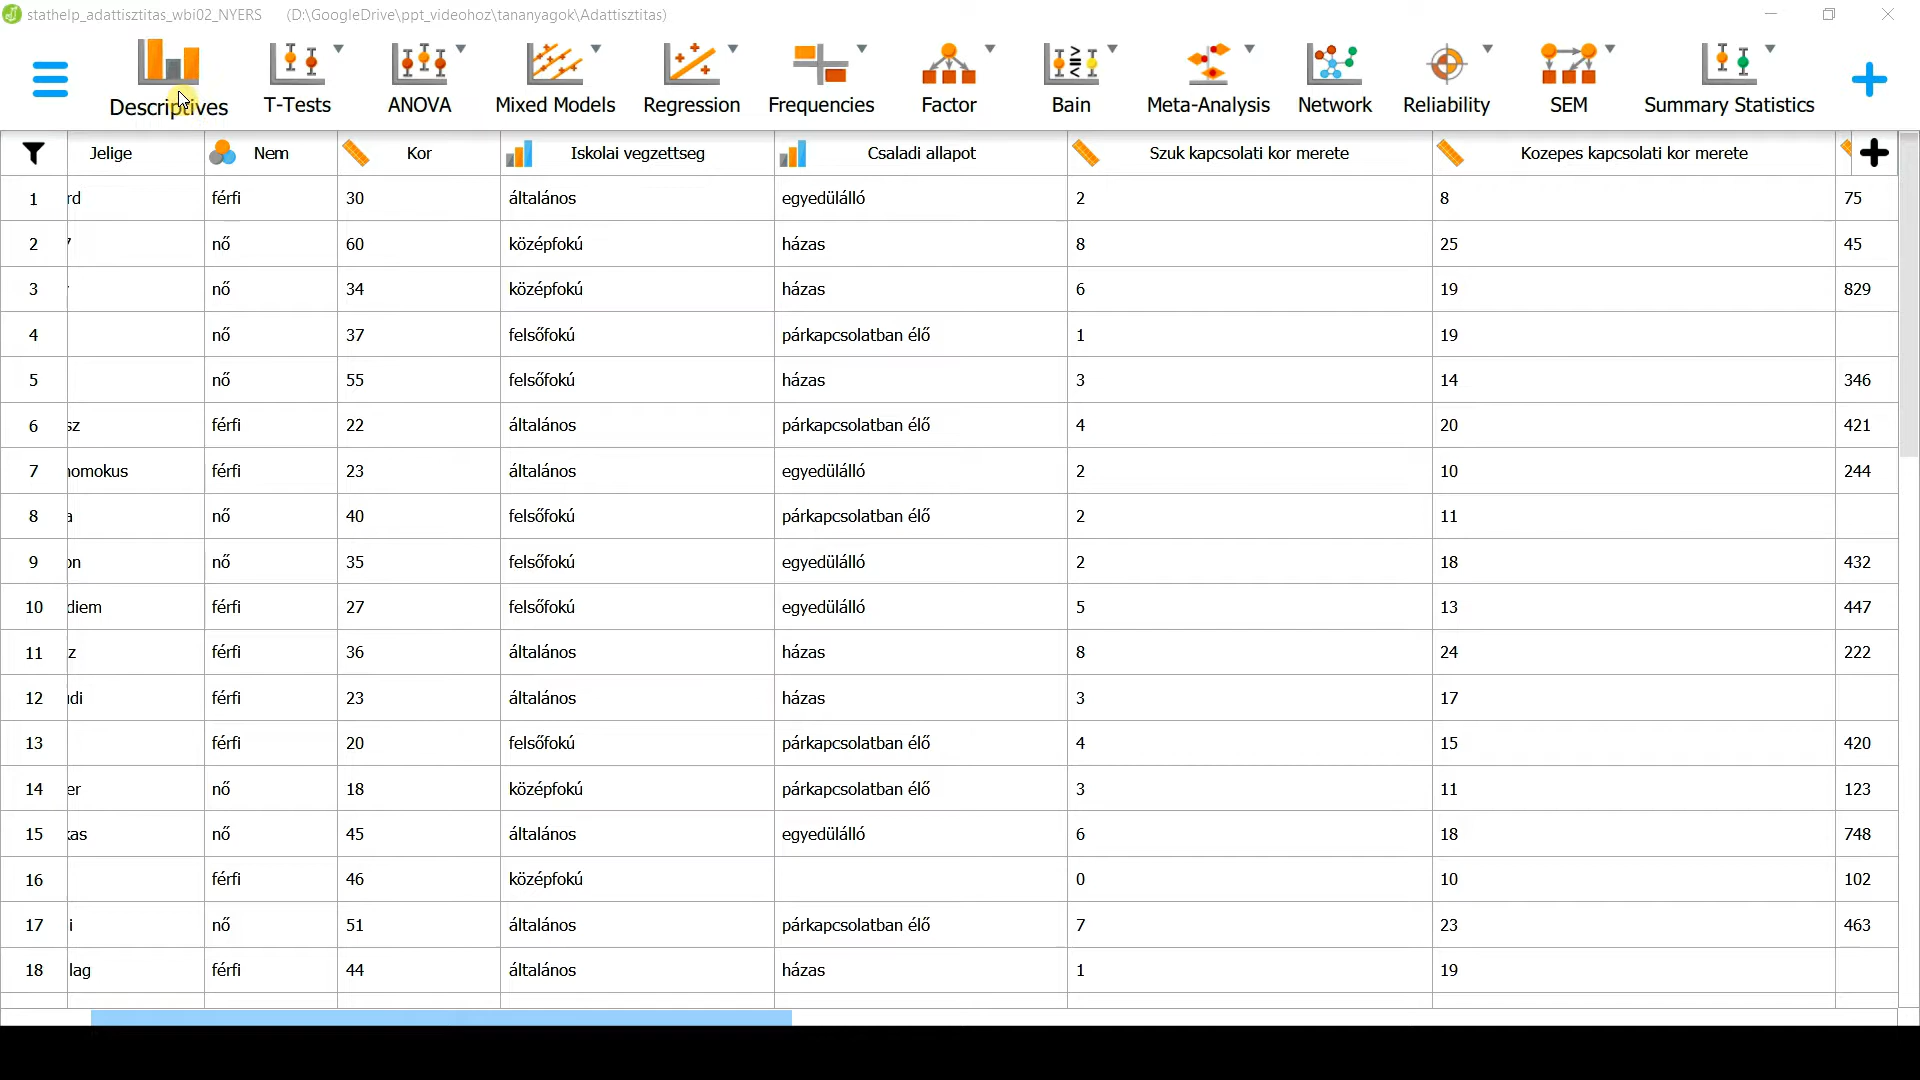 stathelp_adattisztitas_wbi02_NYERS (D:\GoogleDrive\ppt_videohoz\tananyagok\Adattisztitas)
Descriptives T-Tests ANOVA Mixed Models Regression Frequencies Factor Bain Meta-Analysis Network Reliability SEM Summary Statistics
Jelige Nem Kor Iskolai vegzettseg Csaladi allapot Szuk kapcsolati kor merete Kozepes kapcsolati kor merete
1 rd férfi 30 általános egyedülálló 2 8 75
2 nő 60 középfokú házas 8 25 45
3 nő 34 középfokú házas 6 19 829
4 nő 37 felsőfokú párkapcsolatban élő 1 19
5 nő 55 felsőfokú házas 3 14 346
6 sz férfi 22 általános párkapcsolatban élő 4 20 421
7 omokus férfi 23 általános egyedülálló 2 10 244
8 a nő 40 felsőfokú párkapcsolatban élő 2 11
9 on nő 35 felsőfokú egyedülálló 2 18 432
10 diem férfi 27 felsőfokú egyedülálló 5 13 447
11 z férfi 36 általános házas 8 24 222
12 di férfi 23 általános házas 3 17
13 férfi 20 felsőfokú párkapcsolatban élő 4 15 420
14 er nő 18 középfokú párkapcsolatban élő 3 11 123
15 kas nő 45 általános egyedülálló 6 18 748
16 férfi 46 középfokú 0 10 102
17 i nő 51 általános párkapcsolatban élő 7 23 463
18 lag férfi 44 általános házas 1 19